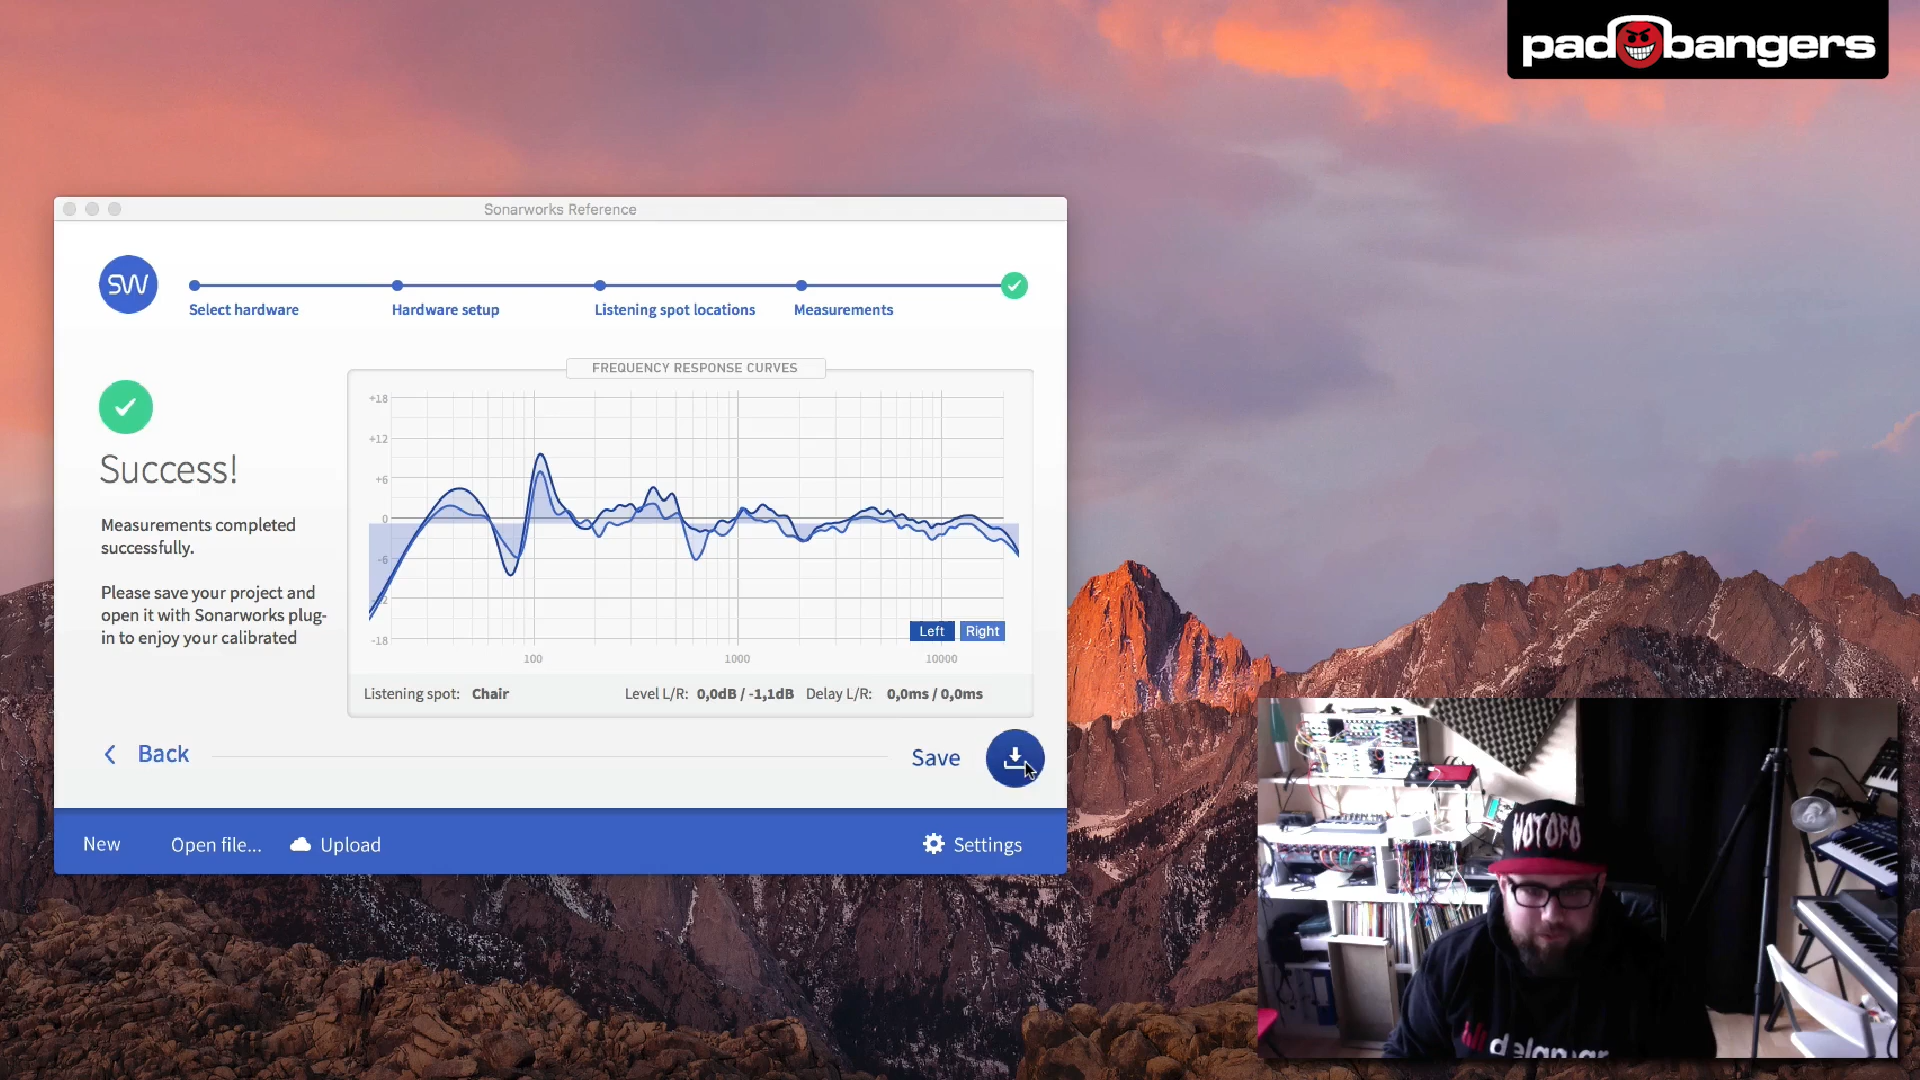 pad bangers
Sonarworks Reference
SW
Select hardware
Hardware setup
Listening spot locations
Measurements
FREQUENCY RESPONSE CURVES
+18
+12
+6
0
-6
-18
100
1000
10000
Left
Right
Success!
Measurements completed
successfully.
Please save your project and
open it with Sonarworks plug-
in to enjoy your calibrated
Listening spot: Chair
Level L/R: 0,0dB / -1,1dB
Delay L/R: 0,0ms / 0,0ms
Back
Save
New
Open file...
Upload
Settings
WOTOFO